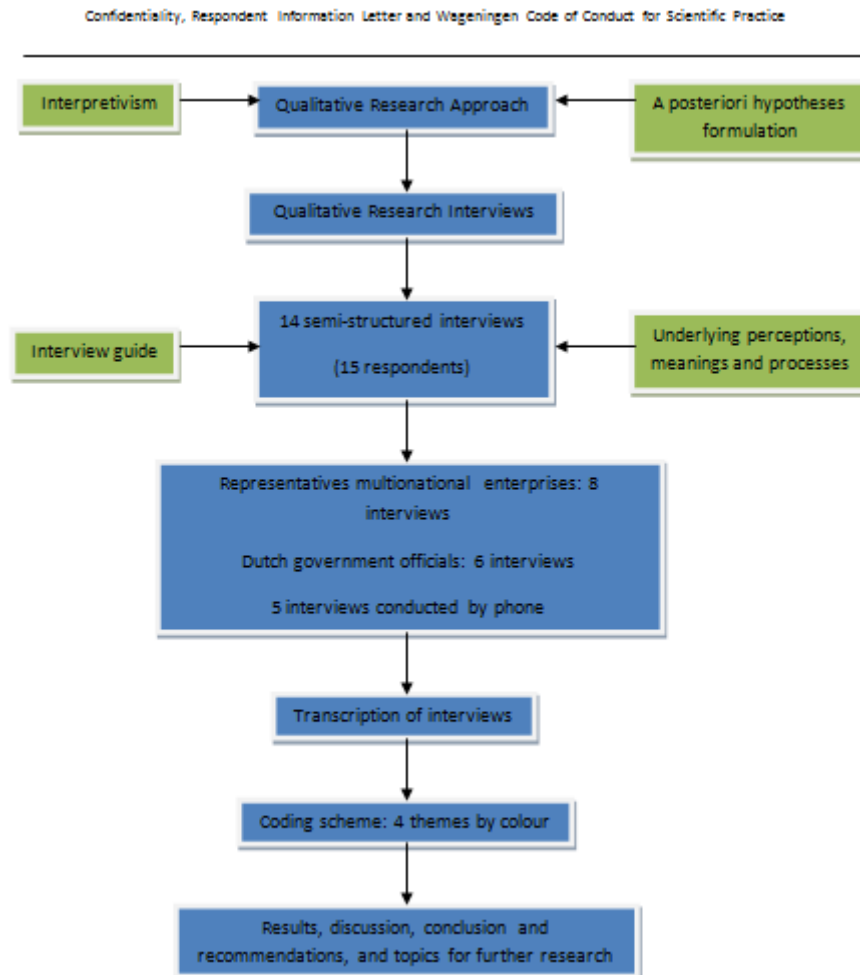 Confidentiality, Respondent Information Letter and Wageningen Code of Conduct for Scientific Practice
Interpretivism
Qualitative Research Approach
A posteriori hypotheses
formulation
Qualitative Research Interviews
Interview guide
14 semi-structured interviews
(15 respondents)
Underlying perceptions,
meanings and processes
Representatives multionational enterprises: 8
interviews
Dutch government officials: 6 interviews
5 interviews conducted by phone
Transcription of interviews
Coding scheme: 4 themes by colour
Results, discussion, conclusion and
recommendations, and topics for further research